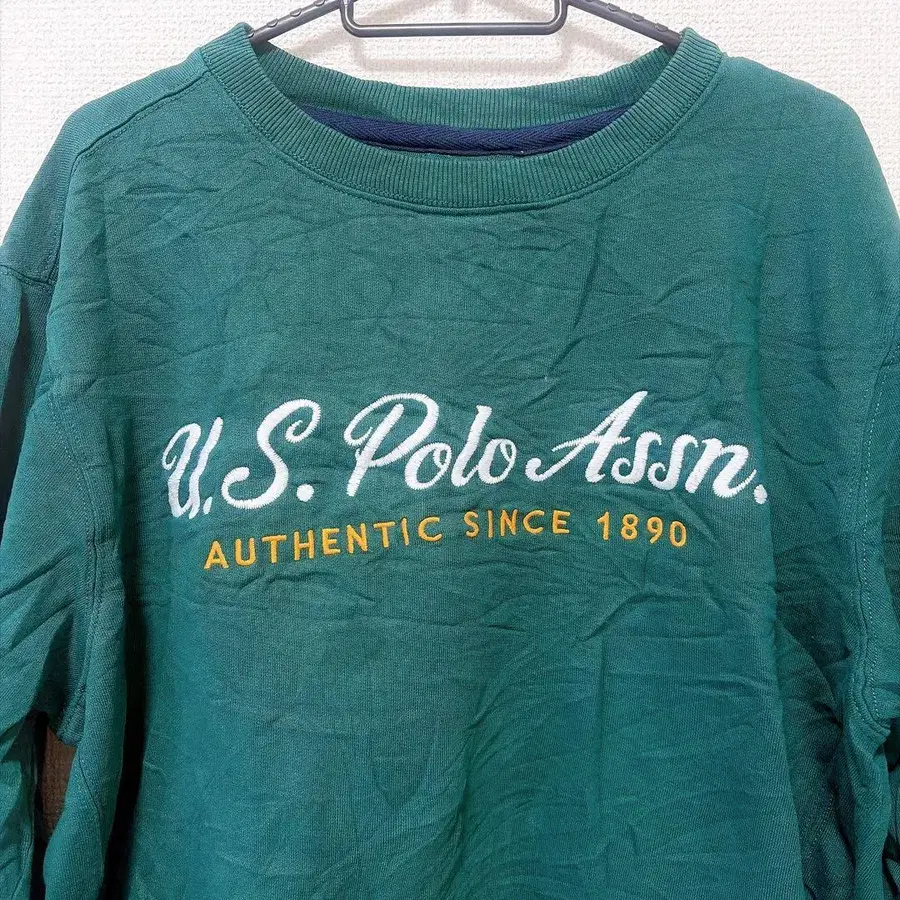 U.S. Polo Assn.
AUTHENTIC SINCE 1890